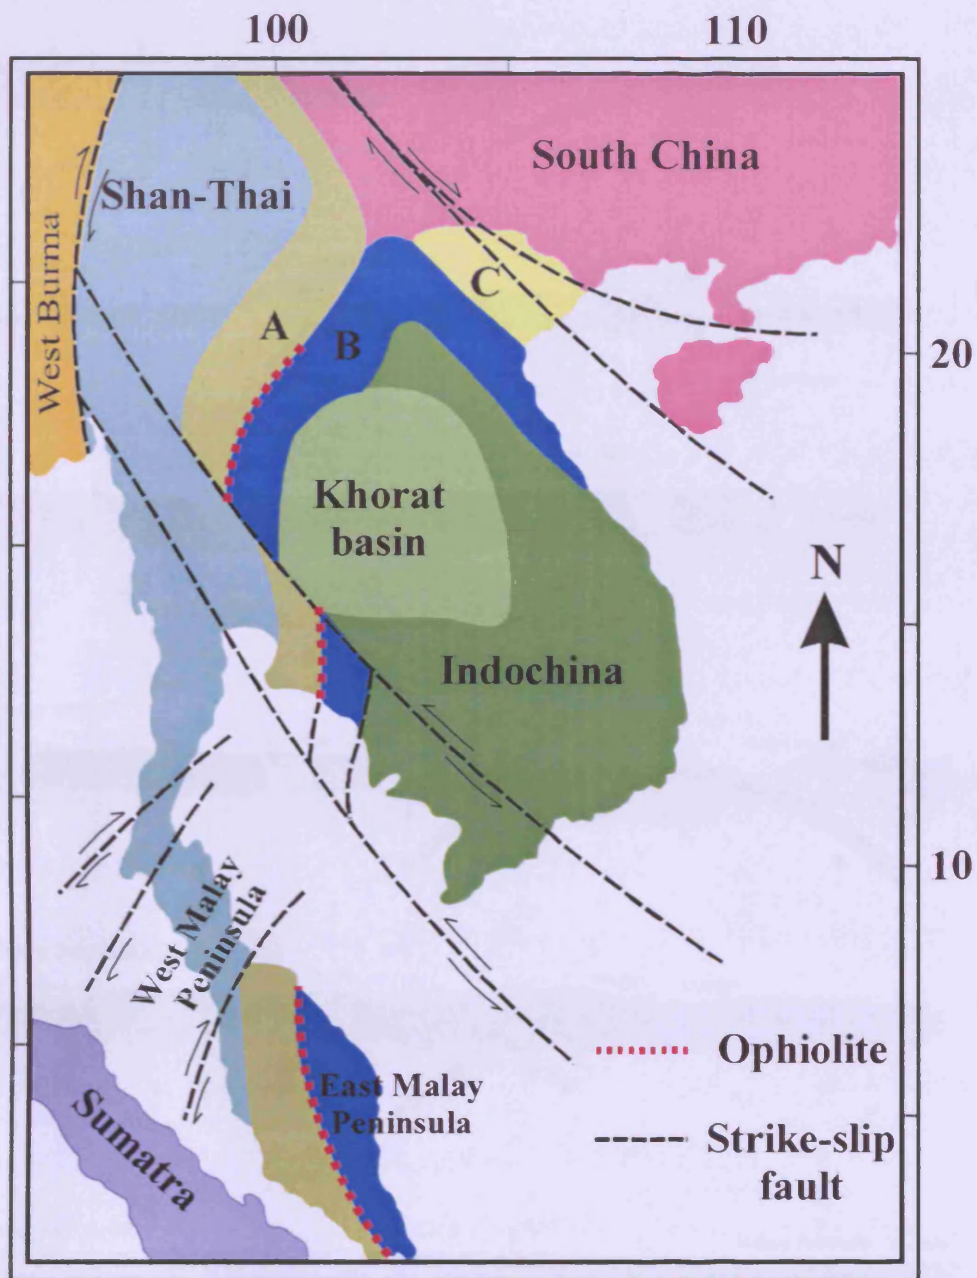 100
110
South China
Shan-Thai
West Burma
C
A
B
20
Khorat
basin
N
Indochina
10
West Malay
Peninsula
Ophiolite
East Malay
Peninsula
Strike-slip
fault
Sumatra